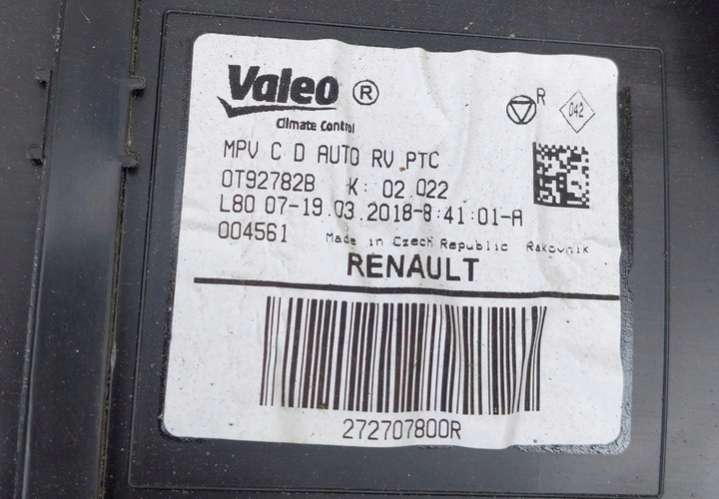 Valeo ®
Climate Control
R
042
MPV C D AUTO RV PTC
0T92782B K: 02 022
L80 07-19.03.2018-8:41:01-A
004561 Made in Czech Republic Rakovnik
RENAULT
272707800R